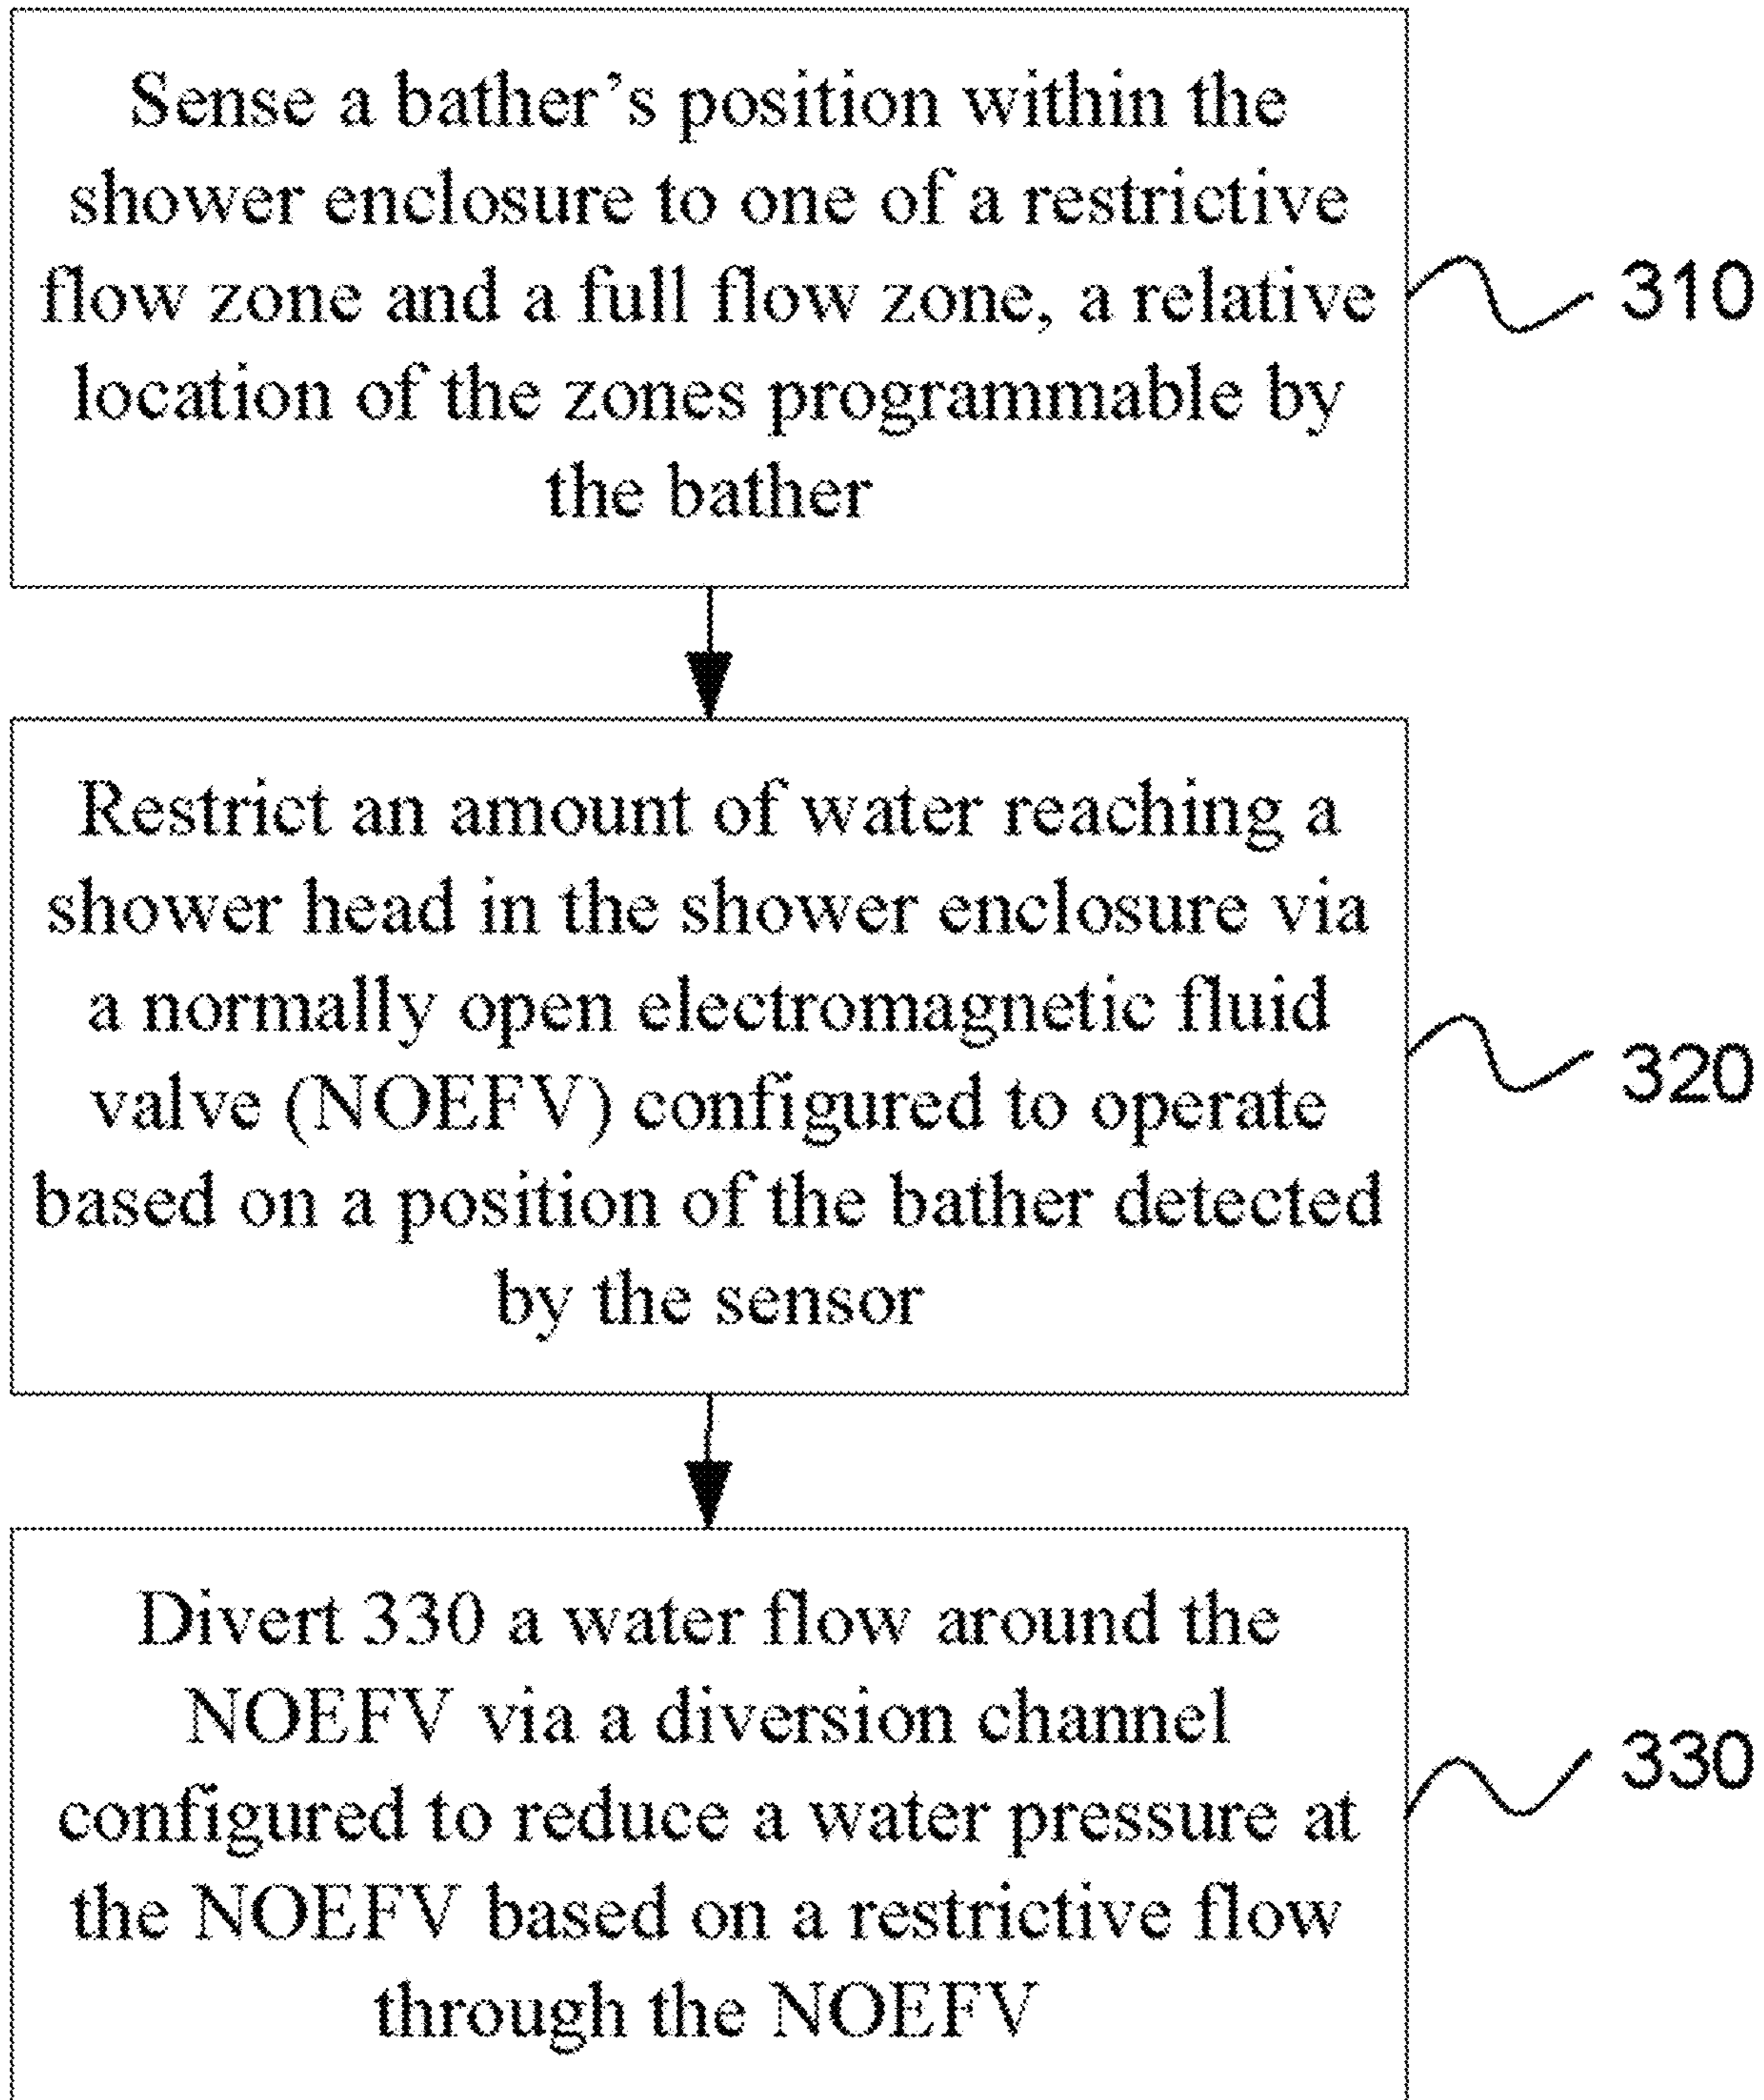 Sense a bather’s position within the
shower enclosure to one of a restrictive
flow zone and a full flow zone, a relative
location of the zones programmable by
the bather
310
Restrict an amount of water reaching a
shower head in the shower enclosure via
a normally open electromagnetic fluid
valve (NOEFV) configured to operate
based on a position of the bather detected
by the sensor
320
Divert 330 a water flow around the
NOEFV via a diversion channel
configured to reduce a water pressure at
the NOEFV based on a restrictive flow
through the NOEFV
330